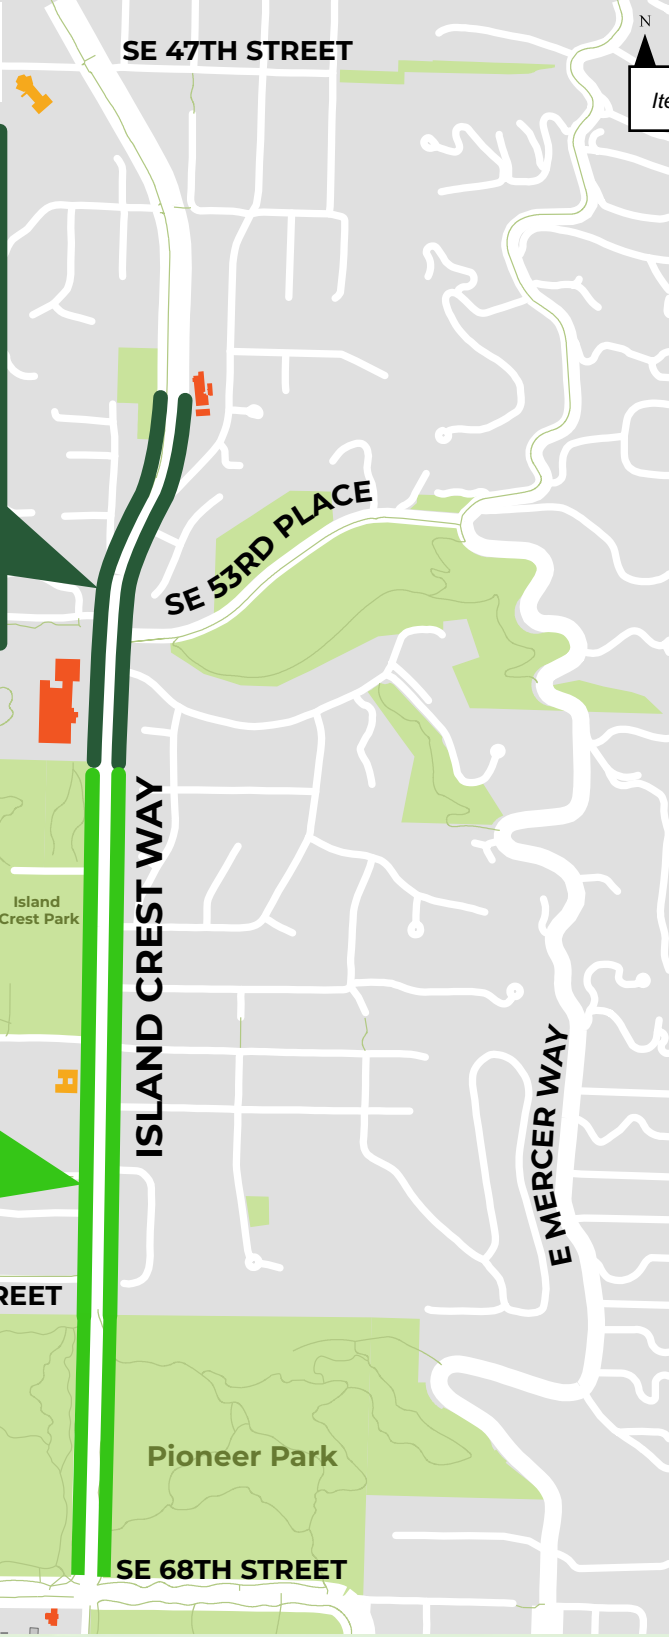 SE 47TH STREET
N
Ite
SE 53RD PLACE
Island
Crest Park
ISLAND CREST WAY
E MERCER WAY
REET
Pioneer Park
SE 68TH STREET